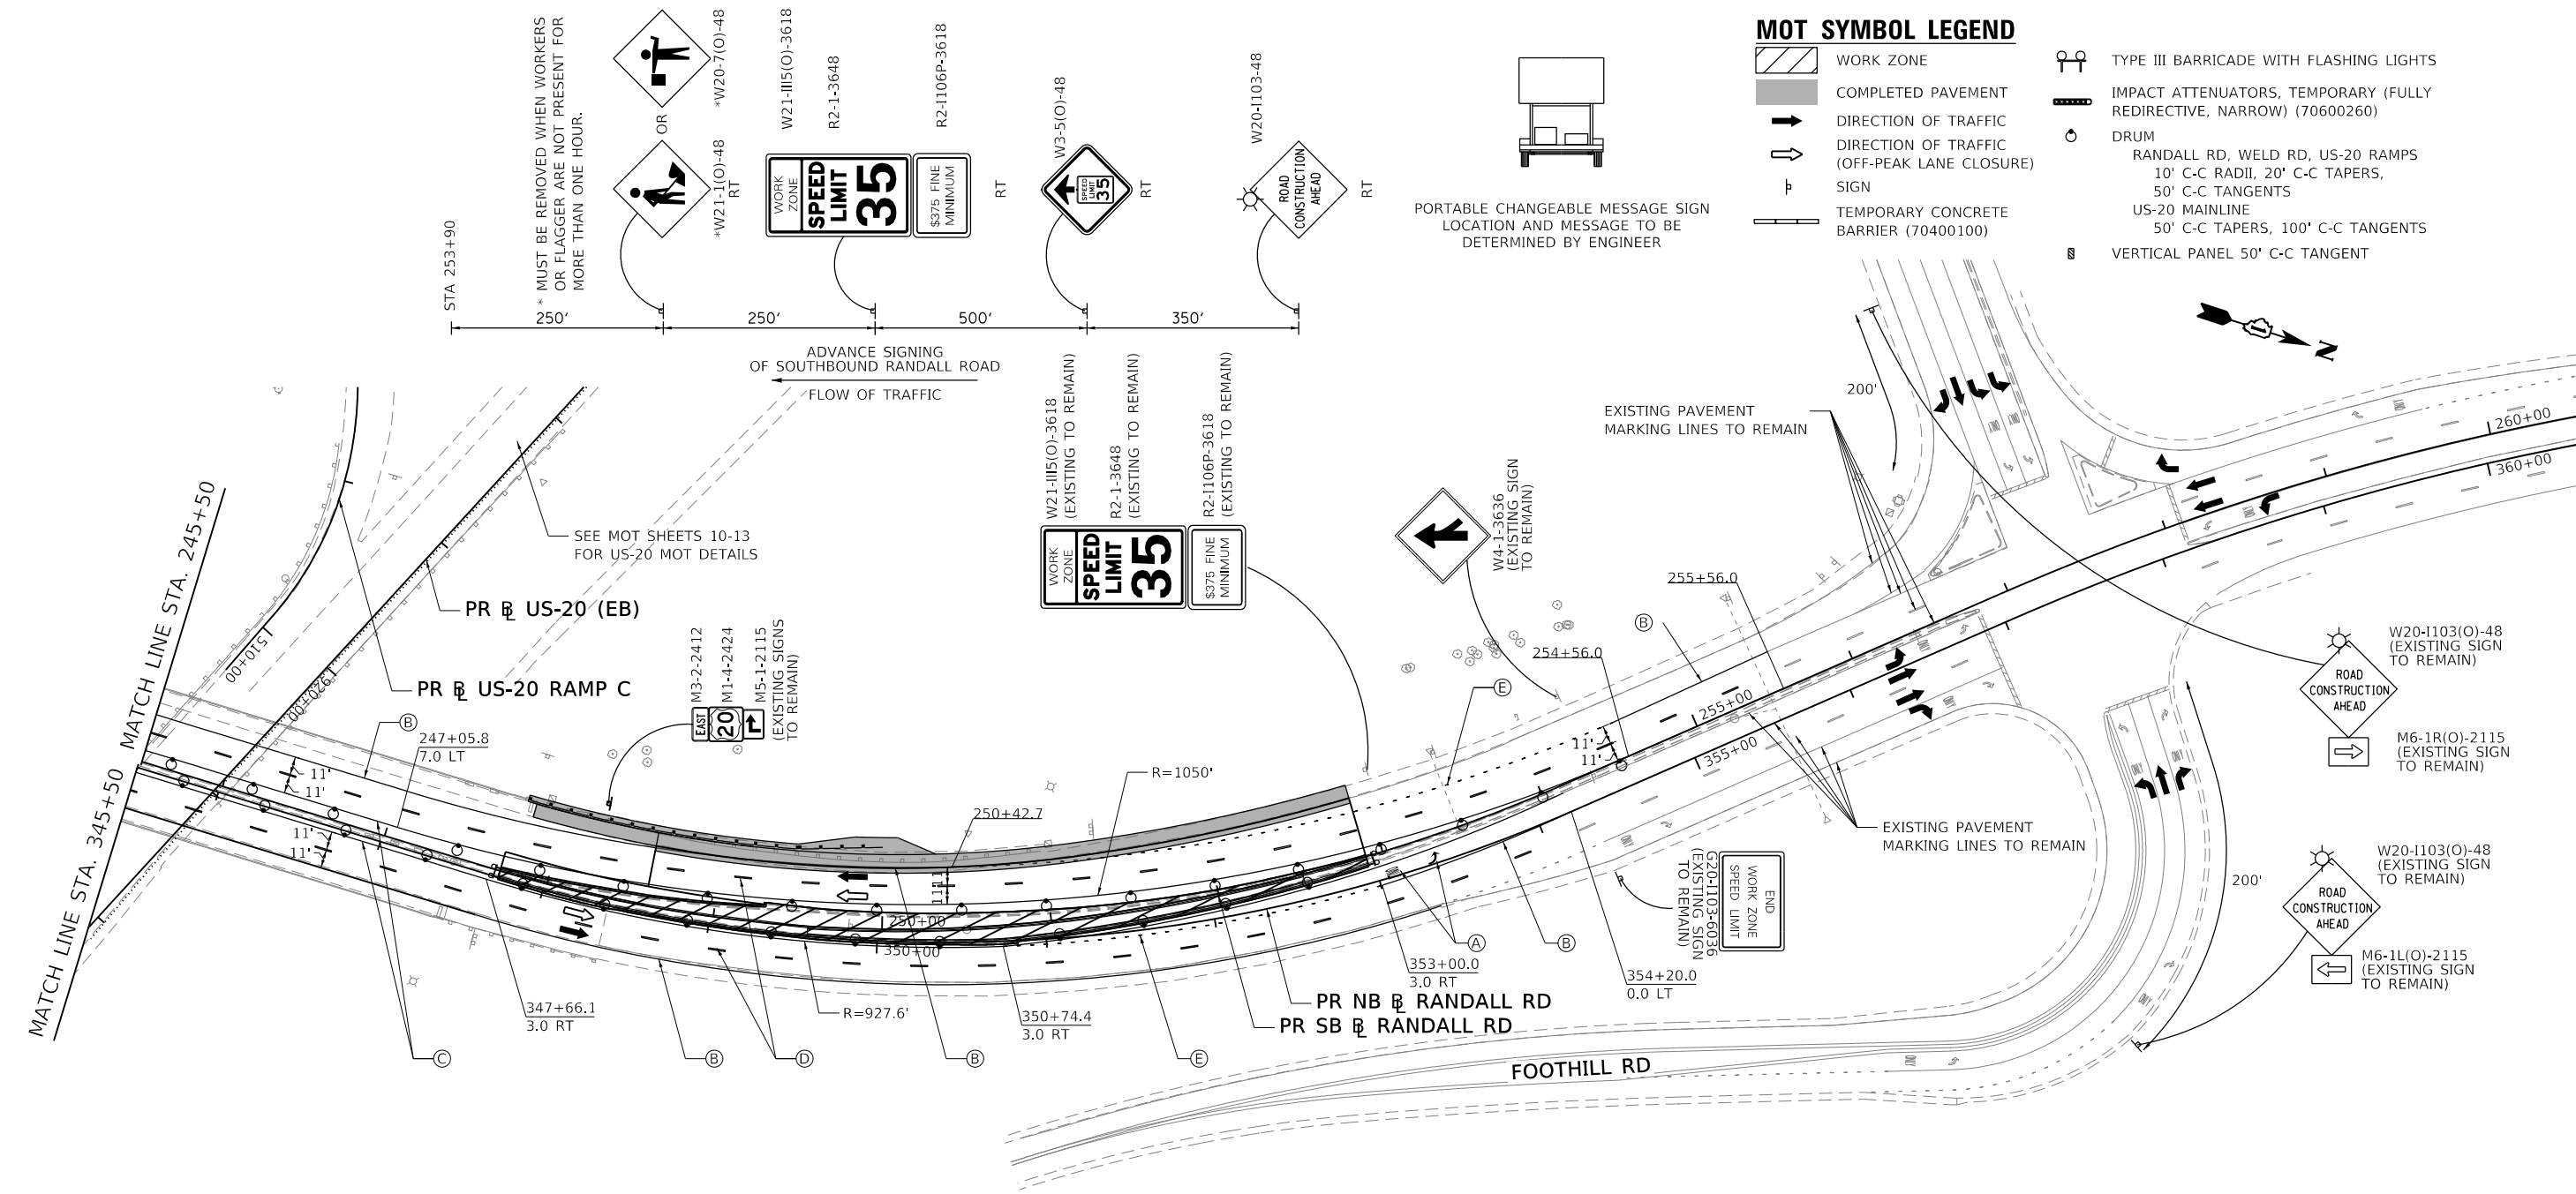 * MUST BE REMOVED WHEN WORKERS
OR FLAGGER ARE NOT PRESENT FOR
MORE THAN ONE HOUR.
STA 253+90
*W20-7(O)-48
OR
*W21-1(O)-48
RT
W21-III5(O)-3618
R2-1-3648
R2-I106P-3618
WORK
ZONE
SPEED
LIMIT
35
$375 FINE
MINIMUM
RT
W3-5(O)-48
SPEED
LIMIT
35
RT
W20-I103-48
ROAD
CONSTRUCTION
AHEAD
RT
250'
250'
500'
350'
ADVANCE SIGNING
OF SOUTHBOUND RANDALL ROAD
FLOW OF TRAFFIC
PORTABLE CHANGEABLE MESSAGE SIGN
LOCATION AND MESSAGE TO BE
DETERMINED BY ENGINEER
MOT SYMBOL LEGEND
WORK ZONE
COMPLETED PAVEMENT
DIRECTION OF TRAFFIC
DIRECTION OF TRAFFIC
(OFF-PEAK LANE CLOSURE)
SIGN
TEMPORARY CONCRETE
BARRIER (70400100)
TYPE III BARRICADE WITH FLASHING LIGHTS
IMPACT ATTENUATORS, TEMPORARY (FULLY
REDIRECTIVE, NARROW) (70600260)
DRUM
RANDALL RD, WELD RD, US-20 RAMPS
10' C-C RADII, 20' C-C TAPERS,
50' C-C TANGENTS
US-20 MAINLINE
50' C-C TAPERS, 100' C-C TANGENTS
VERTICAL PANEL 50' C-C TANGENT
N
MATCH LINE STA. 245+50
MATCH LINE STA. 345+50
SEE MOT SHEETS 10-13
FOR US-20 MOT DETAILS
PR BL US-20 (EB)
PR BL US-20 RAMP C
510+00
920+00
B
247+05.8
7.0 LT
11'
11'
11'
11'
M3-2-2412
M1-4-2424
M5-1-2115
(EXISTING SIGNS
TO REMAIN)
EAST
20
W21-III5(O)-3618
(EXISTING TO REMAIN)
R2-1-3648
(EXISTING TO REMAIN)
R2-I106P-3618
(EXISTING TO REMAIN)
WORK
ZONE
SPEED
LIMIT
35
$375 FINE
MINIMUM
W4-1-3636
(EXISTING SIGN
TO REMAIN)
EXISTING PAVEMENT
MARKING LINES TO REMAIN
200'
260+00
360+00
255+56.0
B
254+56.0
E
255+00
355+00
11'
11'
R=1050'
250+42.7
11'
11'
250+00
350+00
347+66.1
3.0 RT
C
B
D
R=927.6'
B
350+74.4
3.0 RT
E
PR NB BL RANDALL RD
PR SB BL RANDALL RD
353+00.0
3.0 RT
A
B
354+20.0
0.0 LT
G20-I103-6036
(EXISTING SIGN
TO REMAIN)
END
WORK ZONE
SPEED LIMIT
EXISTING PAVEMENT
MARKING LINES TO REMAIN
FOOTHILL RD
W20-I103(O)-48
(EXISTING SIGN
TO REMAIN)
ROAD
CONSTRUCTION
AHEAD
M6-1R(O)-2115
(EXISTING SIGN
TO REMAIN)
W20-I103(O)-48
(EXISTING SIGN
TO REMAIN)
ROAD
CONSTRUCTION
AHEAD
200'
M6-1L(O)-2115
(EXISTING SIGN
TO REMAIN)